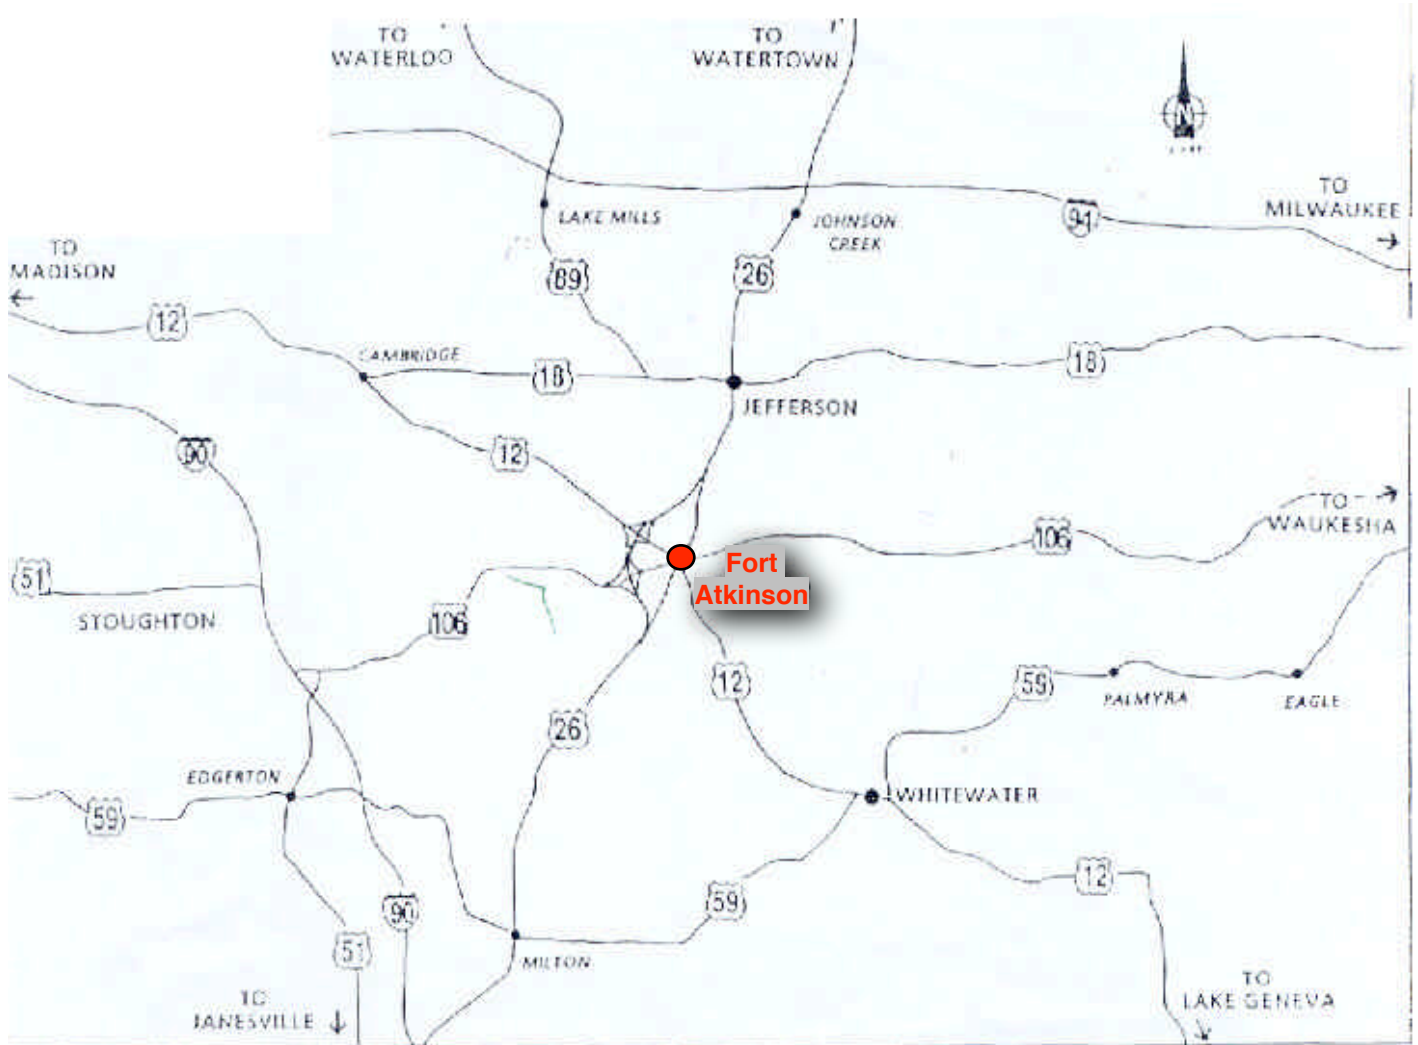 TO
WATERLOO
TO
WATERTOWN
N
TO
MILWAUKEE
LAKE MILLS
JOHNSON
CREEK
94
TO
MADISON
89
26
12
CAMBRIDGE
18
18
JEFFERSON
90
12
TO
WAUKESHA
106
Fort
Atkinson
51
STOUGHTON
106
12
59
PALMYRA
EAGLE
26
EDGERTON
59
WHITEWATER
12
59
90
51
MILTON
TO
JANESVILLE
TO
LAKE GENEVA